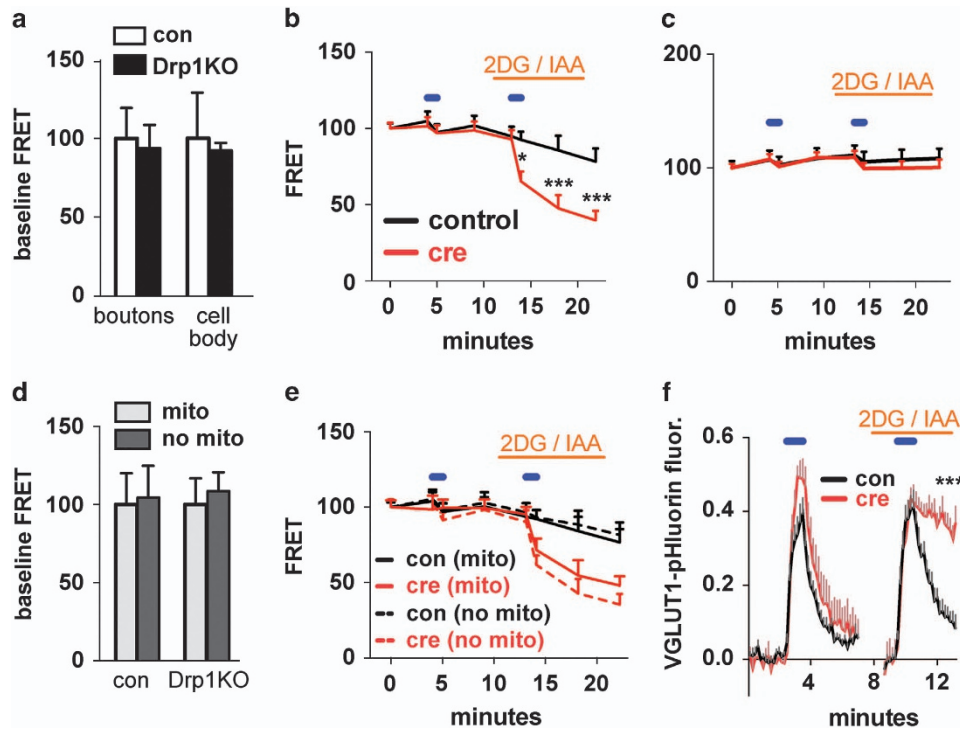 a
con
Drp1KO
150
100
50
0
baseline FRET
boutons
cell
body
b
2DG / IAA
150
100
50
0
FRET
*
***
***
control
cre
0
5
10
15
20
minutes
c
2DG / IAA
200
100
0
0
5
10
15
20
minutes
d
mito
no mito
150
100
50
0
baseline FRET
con
Drp1KO
e
2DG / IAA
150
100
50
0
FRET
con (mito)
cre (mito)
con (no mito)
cre (no mito)
0
5
10
15
20
minutes
f
2DG / IAA
0.6
0.4
0.2
0.0
VGLUT1-pHluorin fluor.
con
cre
***
4
8
12
minutes